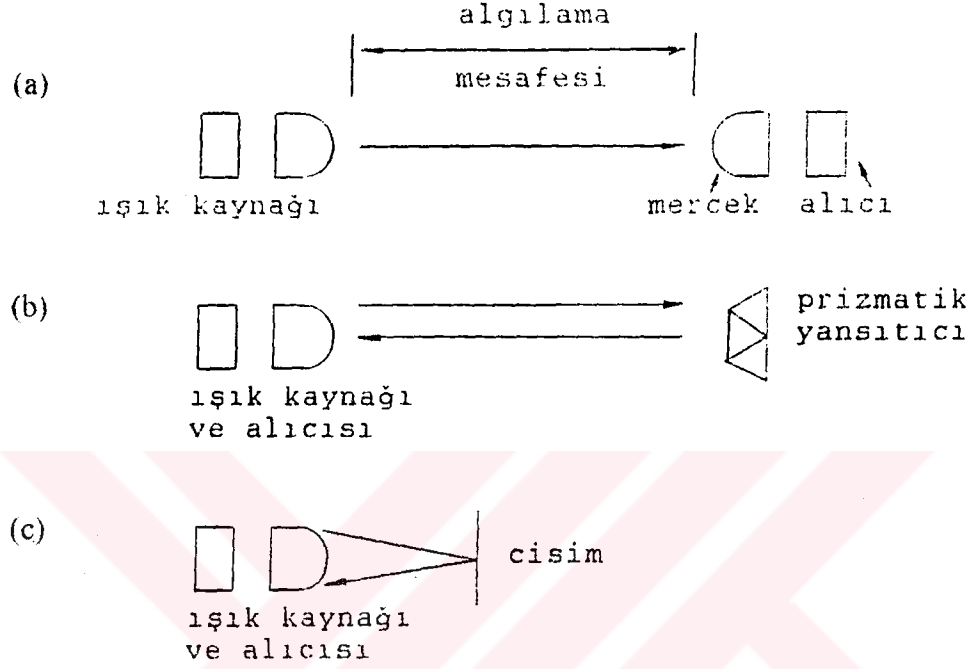 algılama
(a)
mesafesi
ışık kaynağı
mercek
alıcı
(b)
prizmatik
yansıtıcı
ışık kaynağı
ve alıcısı
(c)
cisim
ışık kaynağı
ve alıcısı